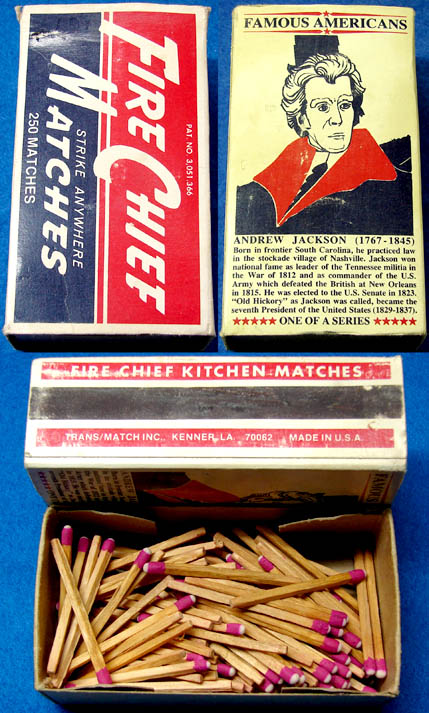 FIRE CHIEF
MATCHES
STRIKE ANYWHERE
250 MATCHES
PAT. NO. 3,051,366
FAMOUS AMERICANS
ANDREW JACKSON (1767-1845)
Born in frontier South Carolina, he practiced law
in the stockade village of Nashville. Jackson won
national fame as leader of the Tennessee militia in
the War of 1812 and as commander of the U.S.
Army which defeated the British at New Orleans
in 1815. He was elected to the U.S. Senate in 1823.
"Old Hickory" as Jackson was called, became the
seventh President of the United States (1829-1837).
★★★★★ ONE OF A SERIES ★★★★★
FIRE CHIEF KITCHEN MATCHES
TRANS/MATCH INC., KENNER, LA. 70062 MADE IN U.S.A.
FAMOUS